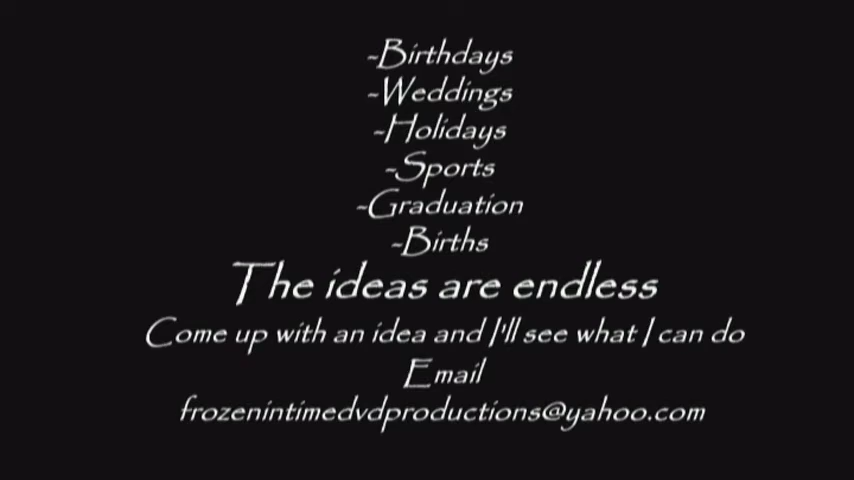 -Birthdays
-Weddings
-Holidays
-Sports
-Graduation
-Births
The ideas are endless
Come up with an idea and I'll see what I can do
Email
frozenintimedvdproductions@yahoo.com